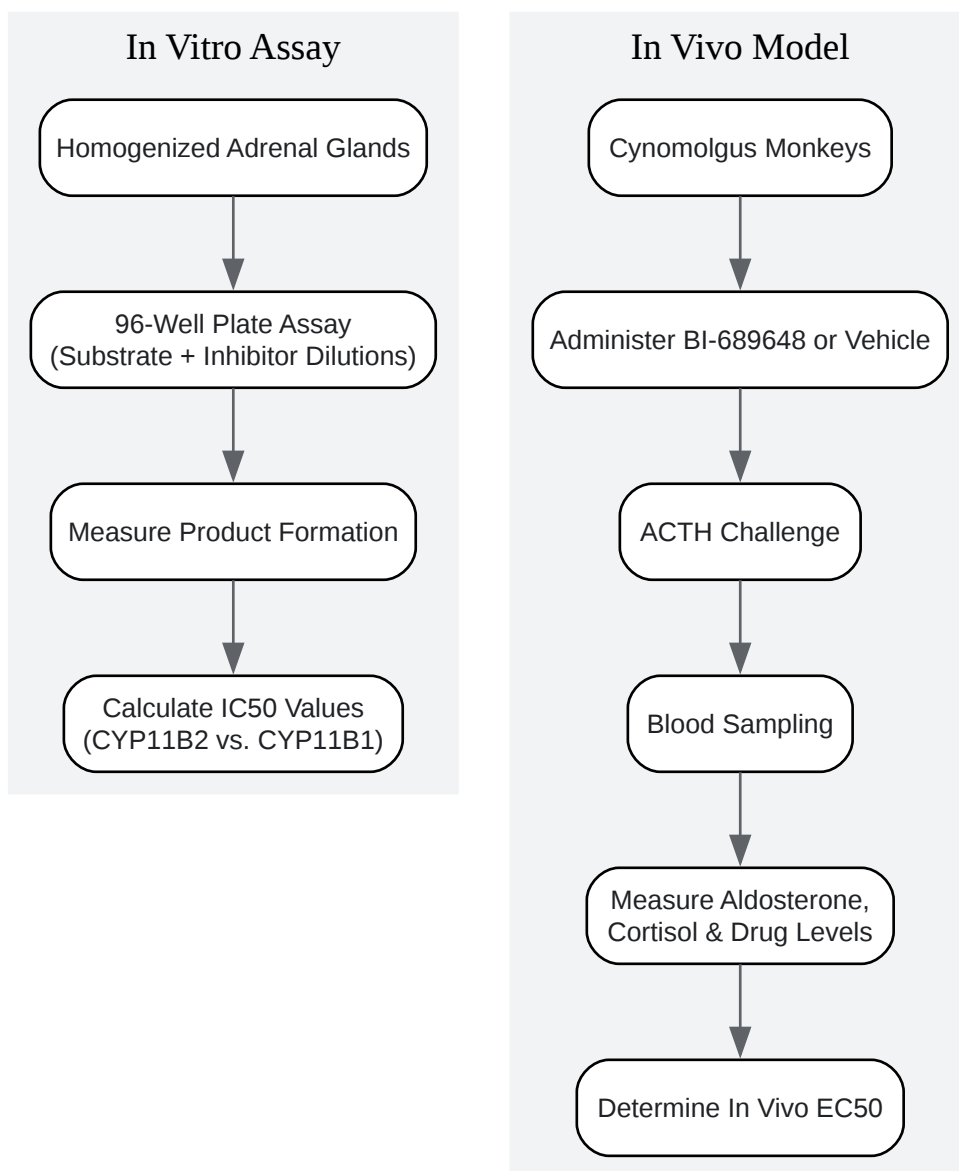 In Vitro Assay
Homogenized Adrenal Glands
96-Well Plate Assay
(Substrate + Inhibitor Dilutions)
Measure Product Formation
Calculate IC50 Values
(CYP11B2 vs. CYP11B1)
In Vivo Model
Cynomolgus Monkeys
Administer BI-689648 or Vehicle
ACTH Challenge
Blood Sampling
Measure Aldosterone,
Cortisol & Drug Levels
Determine In Vivo EC50